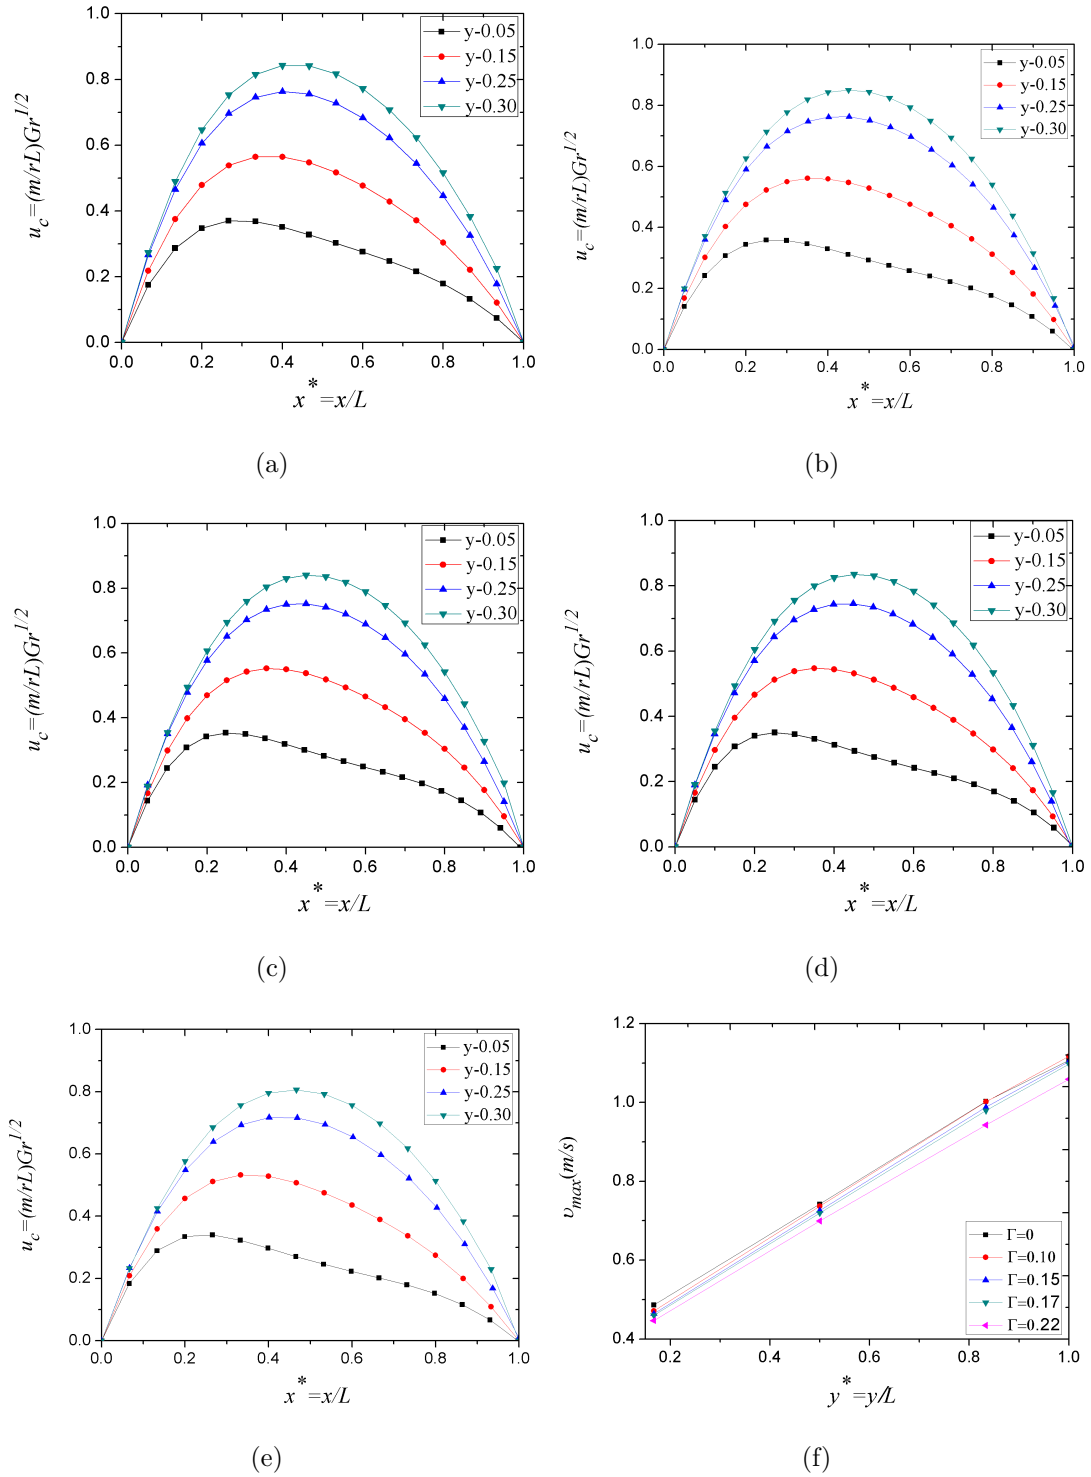 1.0
0.8
0.6
0.4
0.2
0.0
u_c=(m/rL)Gr^{1/2}
y-0.05
y-0.15
y-0.25
y-0.30
0.0 0.2 0.4 0.6 0.8 1.0
x^*=x/L
(a)
1.0
0.8
0.6
0.4
0.2
0.0
u_c=(m/rL)Gr^{1/2}
y-0.05
y-0.15
y-0.25
y-0.30
0.0 0.2 0.4 0.6 0.8 1.0
x^*=x/L
(b)
1.0
0.8
0.6
0.4
0.2
0.0
u_c=(m/rL)Gr^{1/2}
y-0.05
y-0.15
y-0.25
y-0.30
0.0 0.2 0.4 0.6 0.8 1.0
x^*=x/L
(c)
1.0
0.8
0.6
0.4
0.2
0.0
u_c=(m/rL)Gr^{1/2}
y-0.05
y-0.15
y-0.25
y-0.30
0.0 0.2 0.4 0.6 0.8 1.0
x^*=x/L
(d)
1.0
0.8
0.6
0.4
0.2
0.0
u_c=(m/rL)Gr^{1/2}
y-0.05
y-0.15
y-0.25
y-0.30
0.0 0.2 0.4 0.6 0.8 1.0
x^*=x/L
(e)
1.2
1.0
0.8
0.6
0.4
υ_{max}(m/s)
Γ=0
Γ=0.10
Γ=0.15
Γ=0.17
Γ=0.22
0.2 0.4 0.6 0.8 1.0
y^*=y/L
(f)